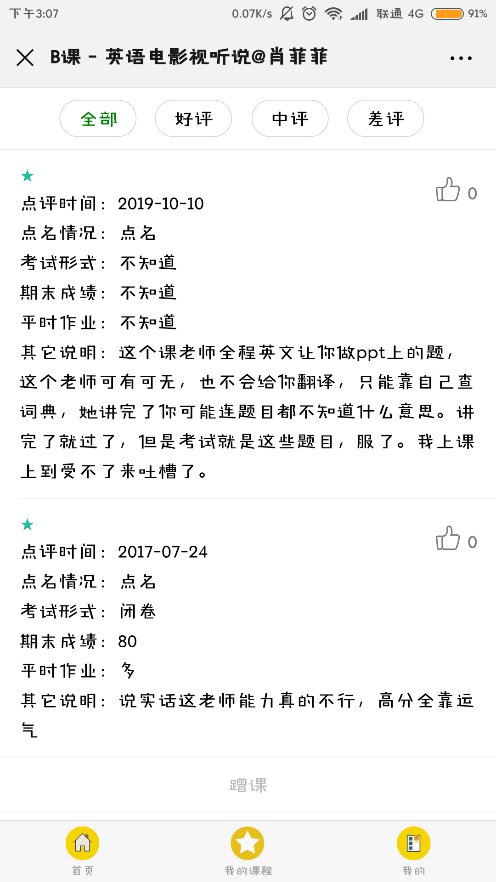 下午3:07
0.07K/s 联通 4G 91%
B课 - 英语电影视听说@肖菲菲
全部 好评 中评 差评
0
点评时间：2019-10-10
点名情况：点名
考试形式：不知道
期末成绩：不知道
平时作业：不知道
其它说明：这个课老师全程英文让你做ppt上的题，
这个老师可有可无，也不会给你翻译，只能靠自己查
词典，她讲完了你可能连题目都不知道什么意思。讲
完了就过了，但是考试就是这些题目，服了。我上课
上到受不了来吐槽了。
0
点评时间：2017-07-24
点名情况：点名
考试形式：闭卷
期末成绩：80
平时作业：多
其它说明：说实话这老师能力真的不行，高分全靠运
气
蹭课
首页 我的课程 我的